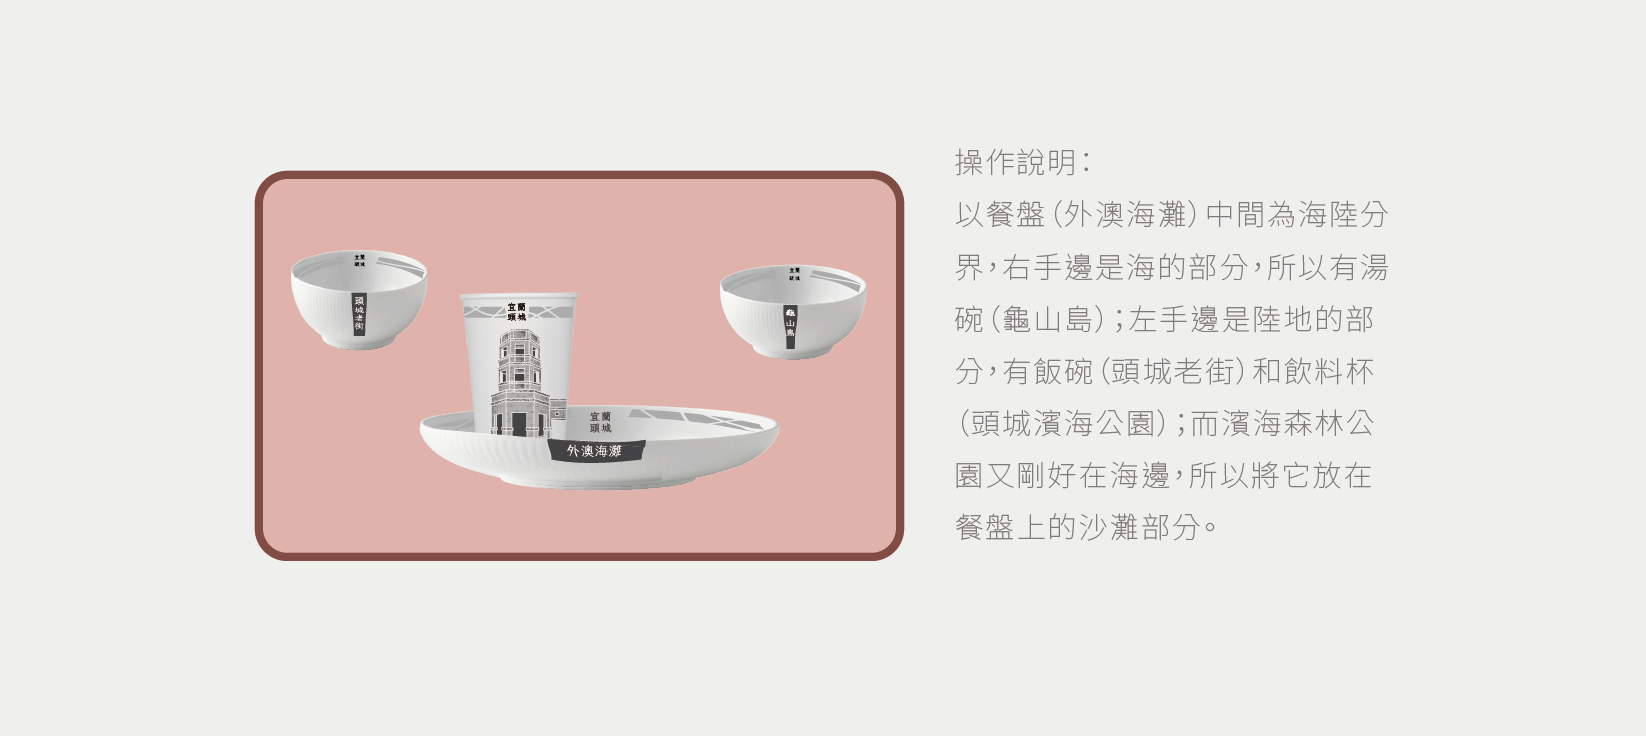 宜蘭
頭城
頭城老街
宜蘭
頭城
宜蘭
頭城
龜山島
宜蘭
頭城
外澳海灘
操作說明：
以餐盤（外澳海灘）中間為海陸分
界，右手邊是海的部分，所以有湯
碗（龜山島）；左手邊是陸地的部
分，有飯碗（頭城老街）和飲料杯
（頭城濱海公園）；而濱海森林公
園又剛好在海邊，所以將它放在
餐盤上的沙灘部分。